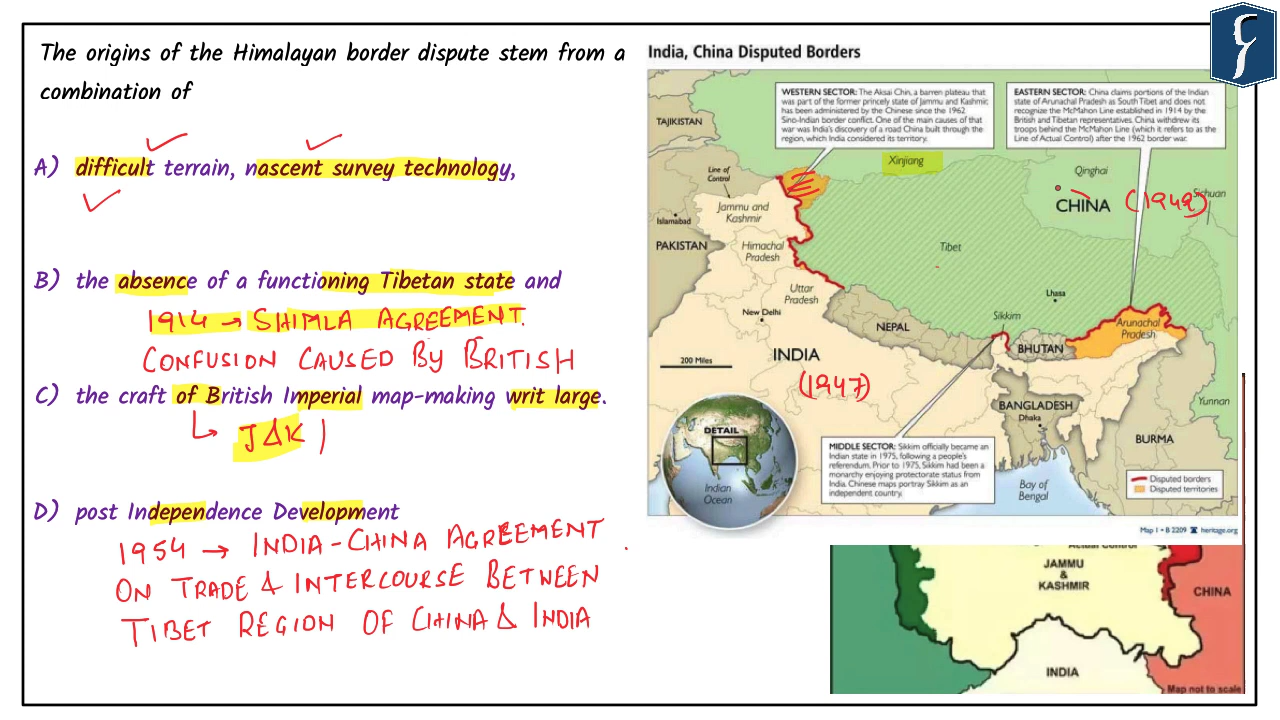 The origins of the Himalayan border dispute stem from a
combination of
A) difficult terrain, nascent survey technology,
B) the absence of a functioning Tibetan state and
1914 → SHIMLA AGREEMENT.
CONFUSION CAUSED BY BRITISH
C) the craft of British Imperial map-making writ large.
J&K
D) post Independence Development
1954 → INDIA-CHINA AGREEMENT
ON TRADE & INTERCOURSE BETWEEN
TIBET REGION OF CHINA & INDIA
India, China Disputed Borders
WESTERN SECTOR: The Aksai Chin, a barren plateau that
was part of the former princely state of Jammu and Kashmir,
has been administered by the Chinese since the 1962
Sino-Indian border conflict. One of the main causes of that
war was India's discovery of a road China built through the
region, which India considered its territory.
EASTERN SECTOR: China claims portions of the Indian
state of Arunachal Pradesh as South Tibet and does not
recognize the McMahon Line established in 1914 by the
British and Tibetan representatives. China withdrew its
troops behind the McMahon Line (which it refers to as the
Line of Actual Control) after the 1962 border war.
TAJIKISTAN
Xinjiang
Line of
Control
Qinghai
Sichuan
CHINA (1949)
Jammu and
Kashmir
Islamabad
PAKISTAN
Himachal
Pradesh
Tibet
Uttar
Pradesh
Lhasa
New Delhi
NEPAL
Sikkim
Arunachal
Pradesh
BHUTAN
200 Miles
INDIA
(1947)
Yunnan
BANGLADESH
Dhaka
BURMA
DETAIL
Indian
Ocean
MIDDLE SECTOR: Sikkim officially became an
Indian state in 1975, following a people's
referendum. Prior to 1975, Sikkim had been a
monarchy enjoying protectorate status from
India. Chinese maps portray Sikkim as an
independent country.
Bay of
Bengal
Disputed borders
Disputed territories
Map 1 • B 2209 heritage.org
Actual Control
JAMMU
&
KASHMIR
CHINA
INDIA
Map not to scale